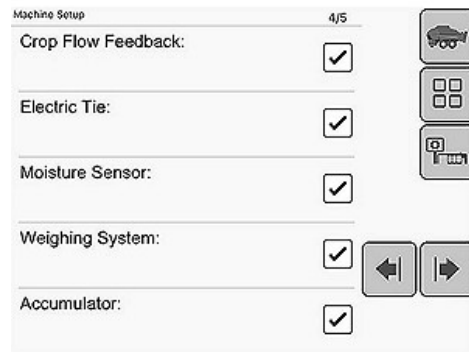 Machine Setup 4/5
Crop Flow Feedback:
Electric Tie:
Moisture Sensor:
Weighing System:
Accumulator: